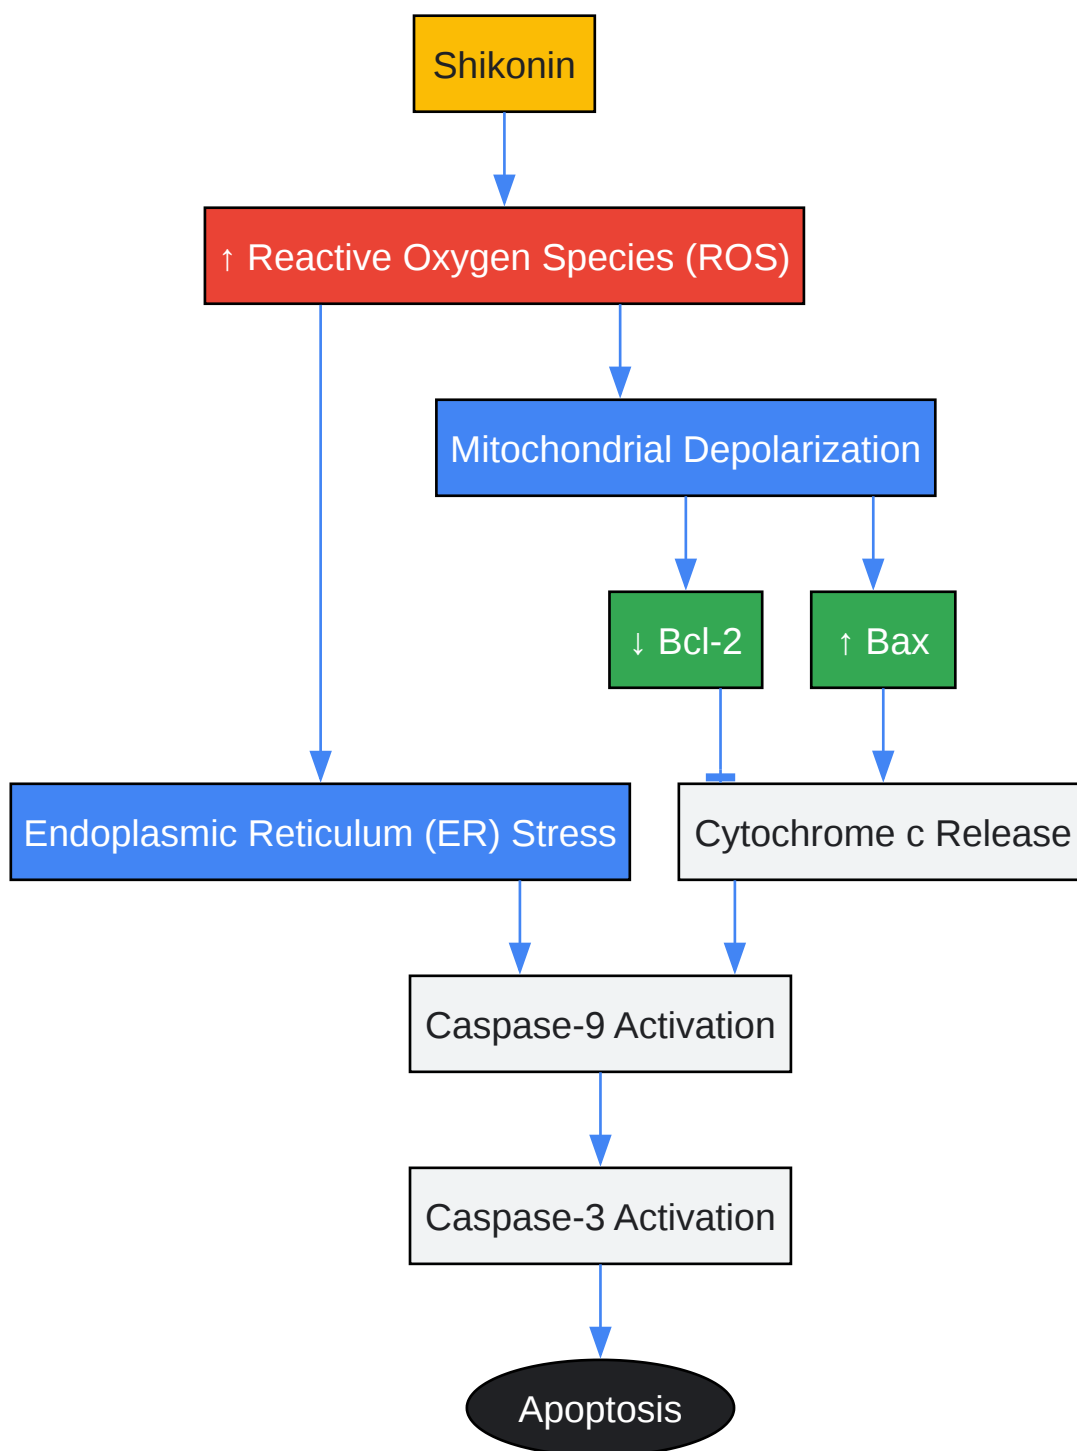 Shikonin
↑ Reactive Oxygen Species (ROS)
Mitochondrial Depolarization
↓ Bcl-2
↑ Bax
Endoplasmic Reticulum (ER) Stress
Cytochrome c Release
Caspase-9 Activation
Caspase-3 Activation
Apoptosis